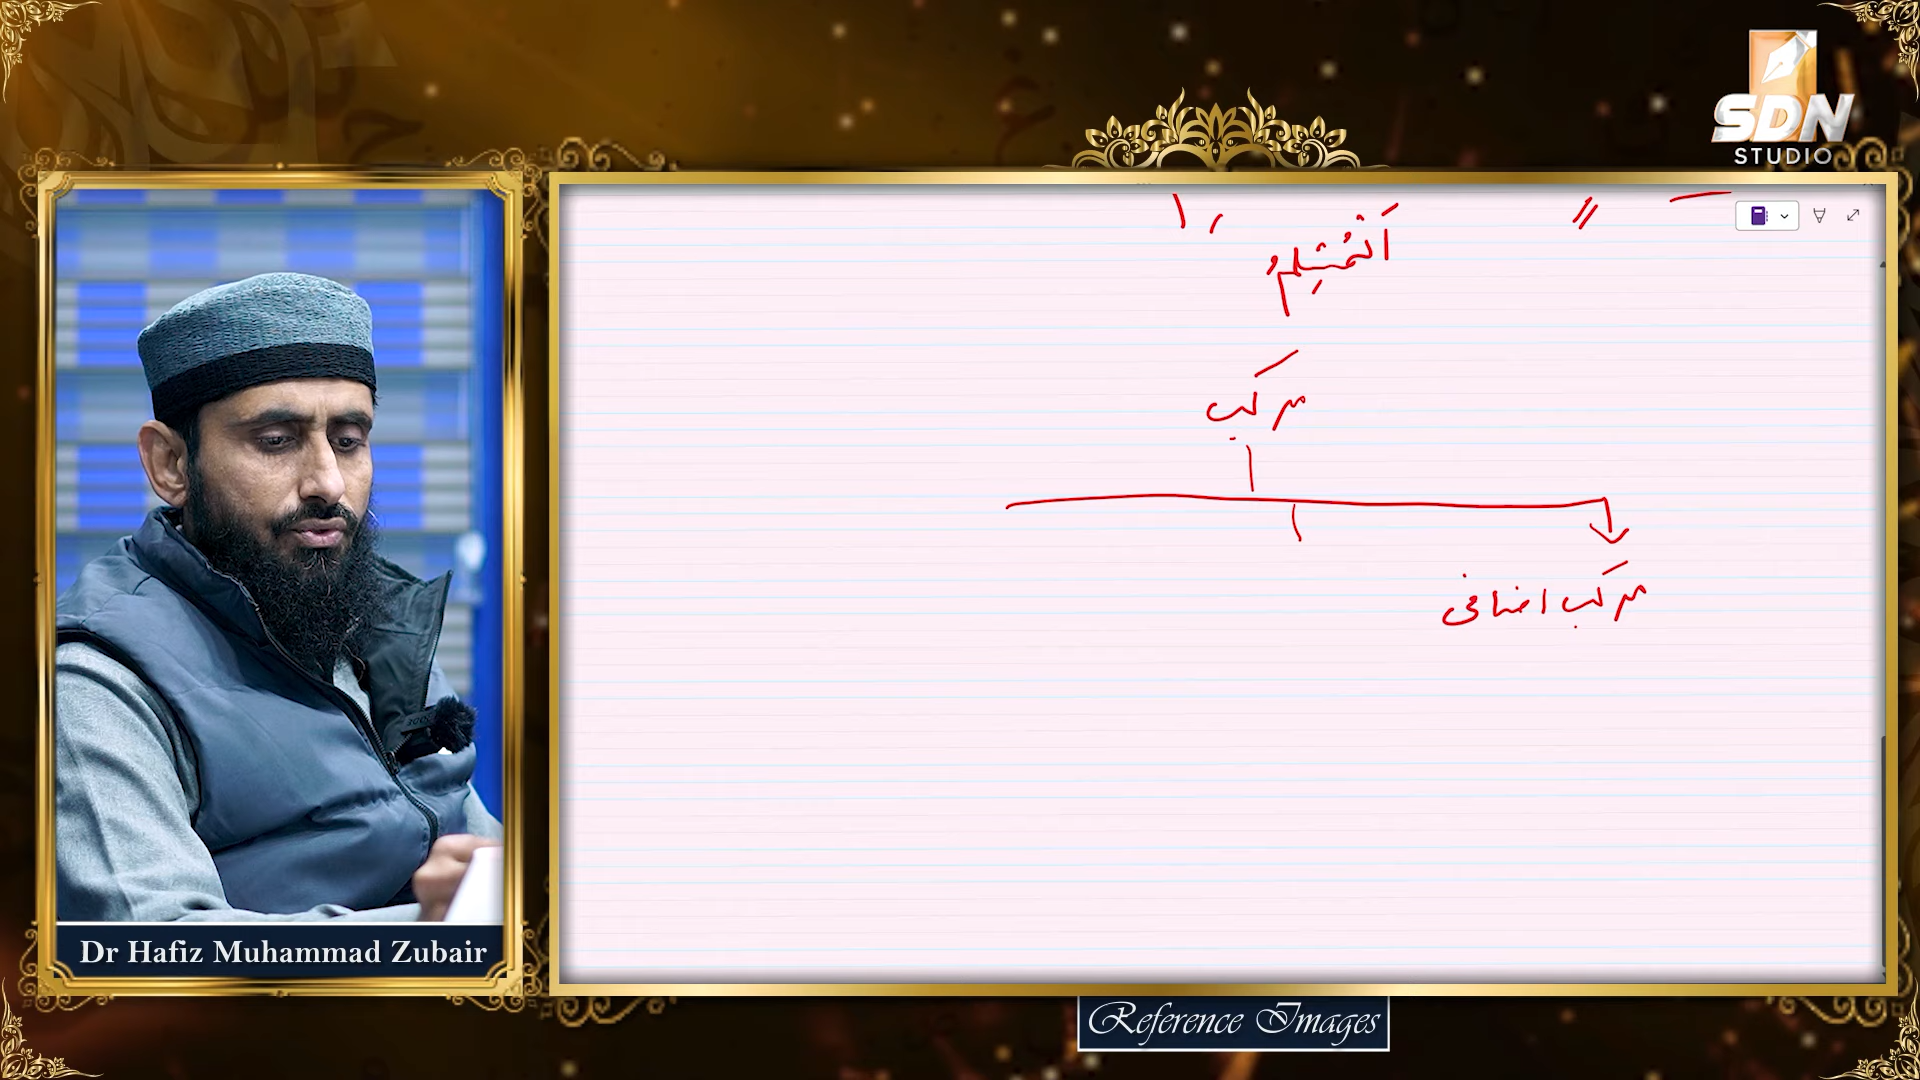 SDN
STUDIO
اَلْمُسْلِمُ
مرکب
مرکب اضافی
Dr Hafiz Muhammad Zubair
Reference Images